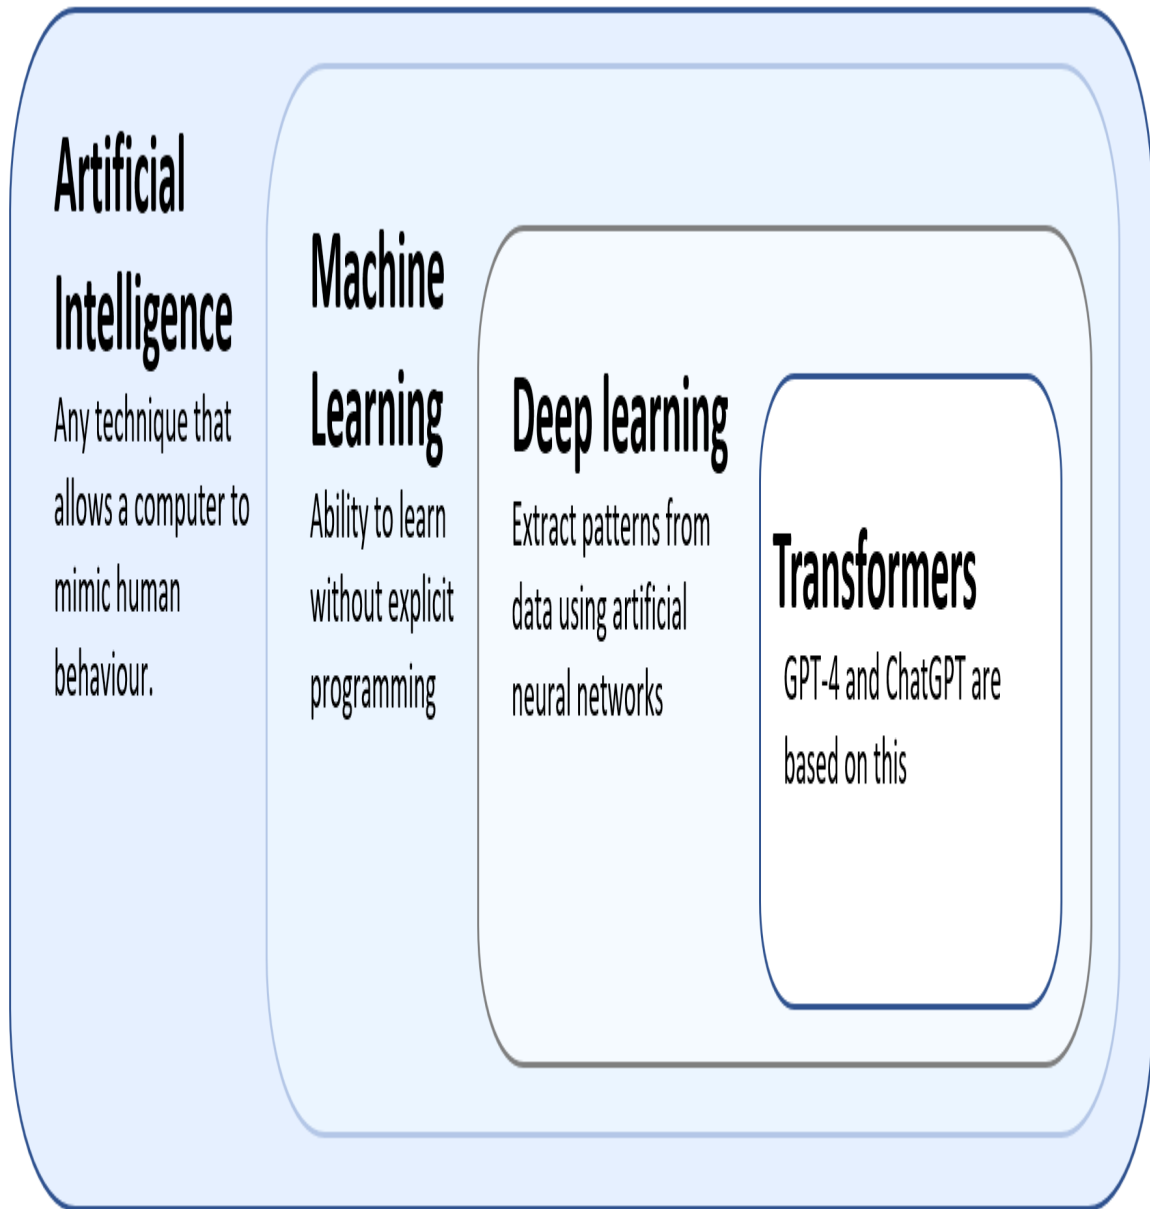 Artificial
Intelligence
Any technique that
allows a computer to
mimic human
behaviour.
Machine
Learning
Ability to learn
without explicit
programming
Deep learning
Extract patterns from
data using artificial
neural networks
Transformers
GPT-4 and ChatGPT are
based on this